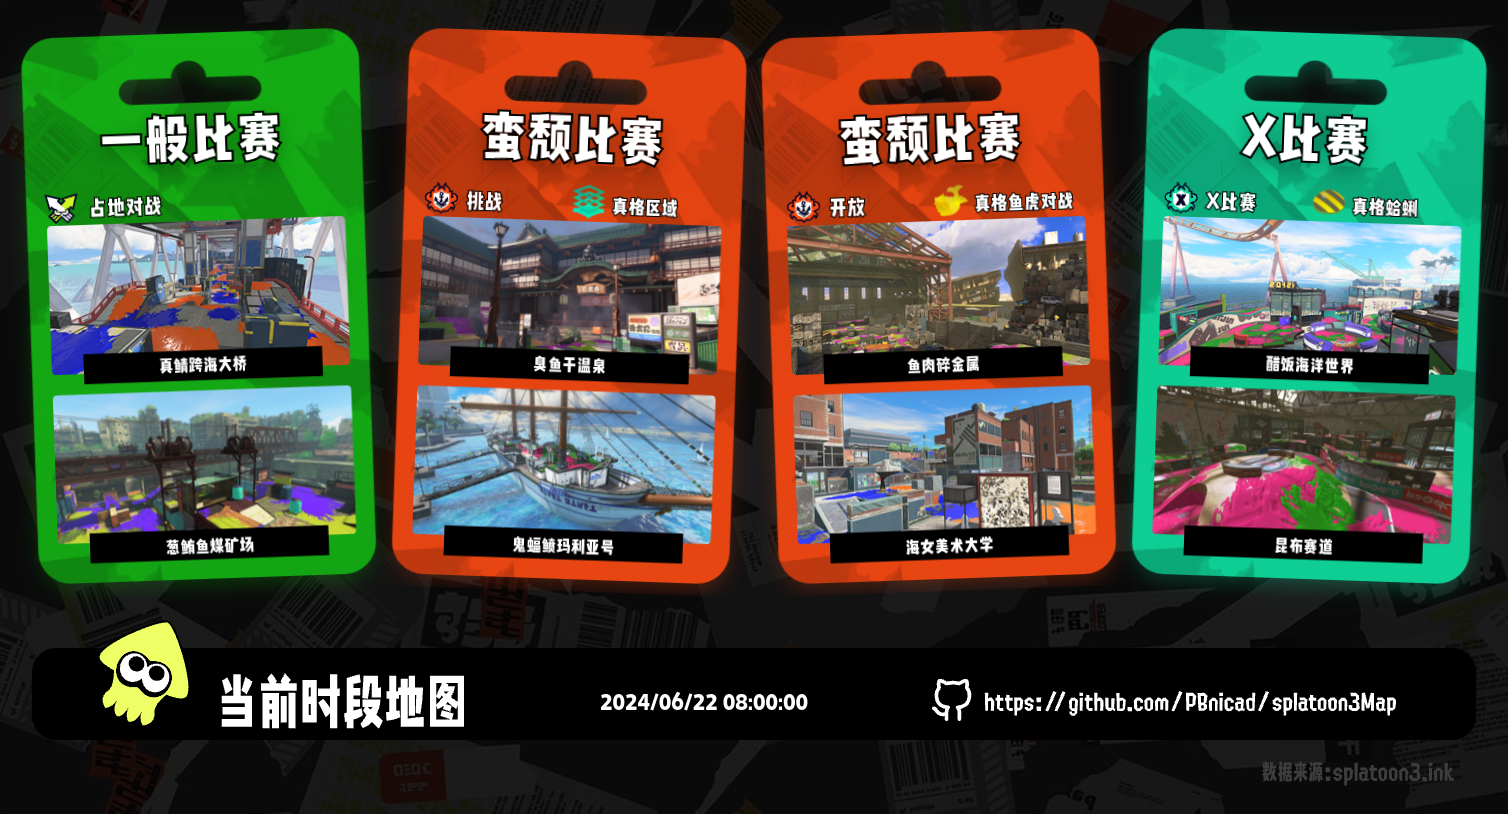 一般比赛
占地对战
真鲷跨海大桥
葱鲔鱼煤矿场
蛮颓比赛
挑战
真格区域
臭鱼干温泉
鬼蝠鲼玛利亚号
蛮颓比赛
开放
真格鱼虎对战
鱼肉碎金属
海女美术大学
X比赛
X比赛
真格蛤蜊
醋饭海洋世界
昆布赛道
当前时段地图
2024/06/22 08:00:00
https://github.com/PBnicad/splatoon3Map
数据来源:splatoon3.ink